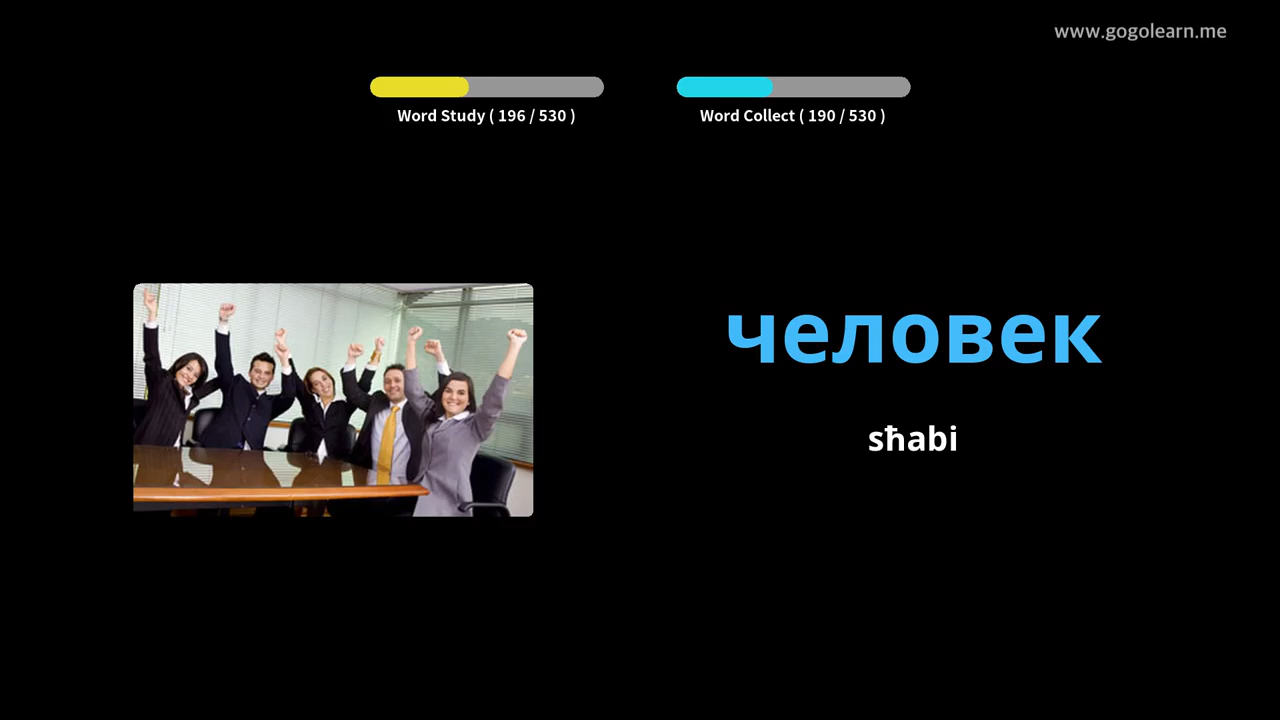 www.gogolearn.me
Word Study ( 196 / 530 )
Word Collect ( 190 / 530 )
человек
sħabi